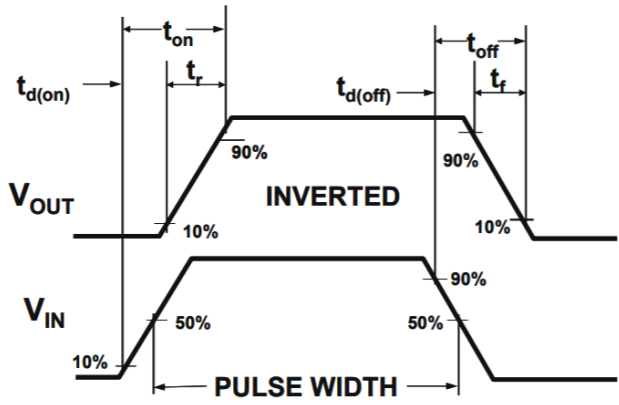 t_on
t_off
t_d(on)
t_r
t_d(off)
t_f
90%
90%
V_OUT
INVERTED
10%
10%
90%
V_IN
50%
50%
10%
PULSE WIDTH